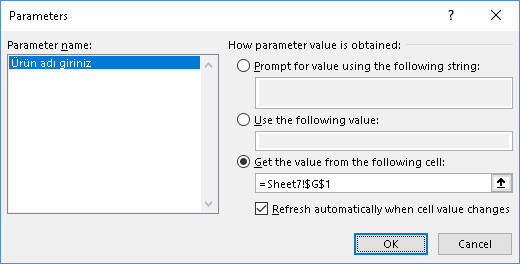 Parameters
?
Parameter name:
Ürün adı giriniz
How parameter value is obtained:
Prompt for value using the following string:
Use the following value:
Get the value from the following cell:
=Sheet7!$G$1
Refresh automatically when cell value changes
OK
Cancel